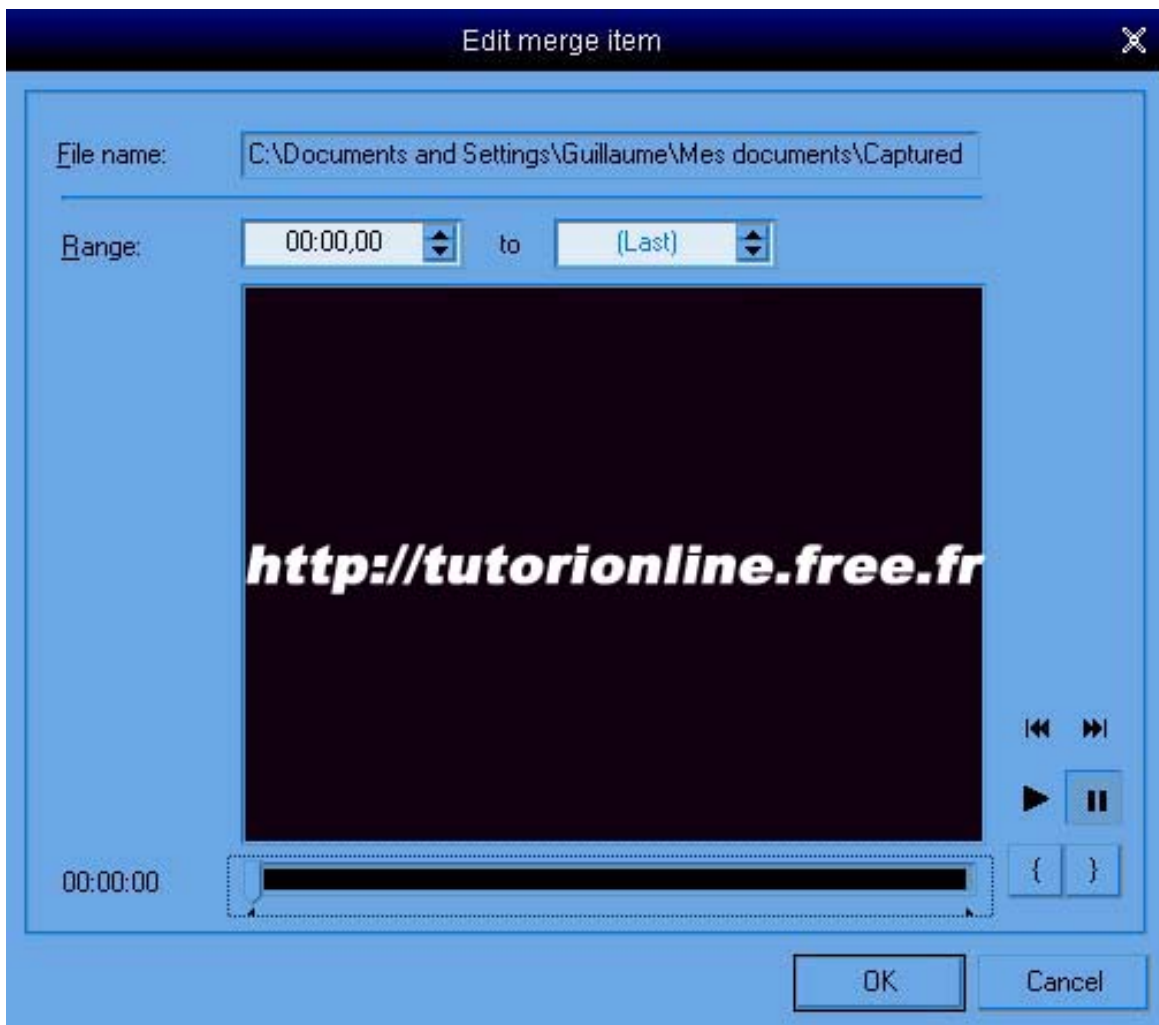 Edit merge item
File name: C:\Documents and Settings\Guillaume\Mes documents\Captured
Range: 00:00,00 to (Last)
http://tutorionline.free.fr
{ }
00:00:00
OK Cancel